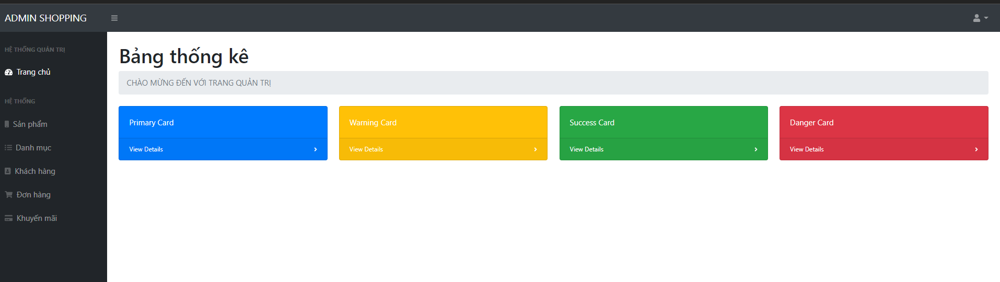 ADMIN SHOPPING
HỆ THỐNG QUẢN TRỊ
Trang chủ
HỆ THỐNG
Sản phẩm
Danh mục
Khách hàng
Đơn hàng
Khuyến mãi
Bảng thống kê
CHÀO MỪNG ĐẾN VỚI TRANG QUẢN TRỊ
Primary Card
View Details
Warning Card
View Details
Success Card
View Details
Danger Card
View Details